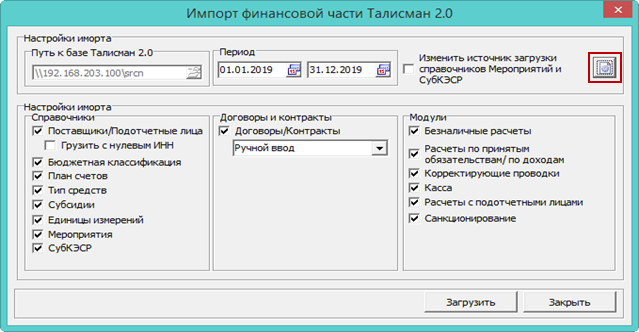 Импорт финансовой части Талисман 2.0
Настройки иморта
Путь к базе Талисман 2.0
\\192.168.203.100\srcn
Период
01.01.2019
31.12.2019
Изменить источник загрузки
справочников Мероприятий и
СубКЭСР
Настройки иморта
Справочники
Поставщики/Подотчетные лица
Грузить с нулевым ИНН
Бюджетная классификация
План счетов
Тип средств
Субсидии
Единицы измерений
Мероприятия
СубКЭСР
Договоры и контракты
Договоры/Контракты
Ручной ввод
Модули
Безналичные расчеты
Расчеты по принятым
обязательствам/ по доходам
Корректирующие проводки
Касса
Расчеты с подотчетными лицами
Санкционирование
Загрузить
Закрыть